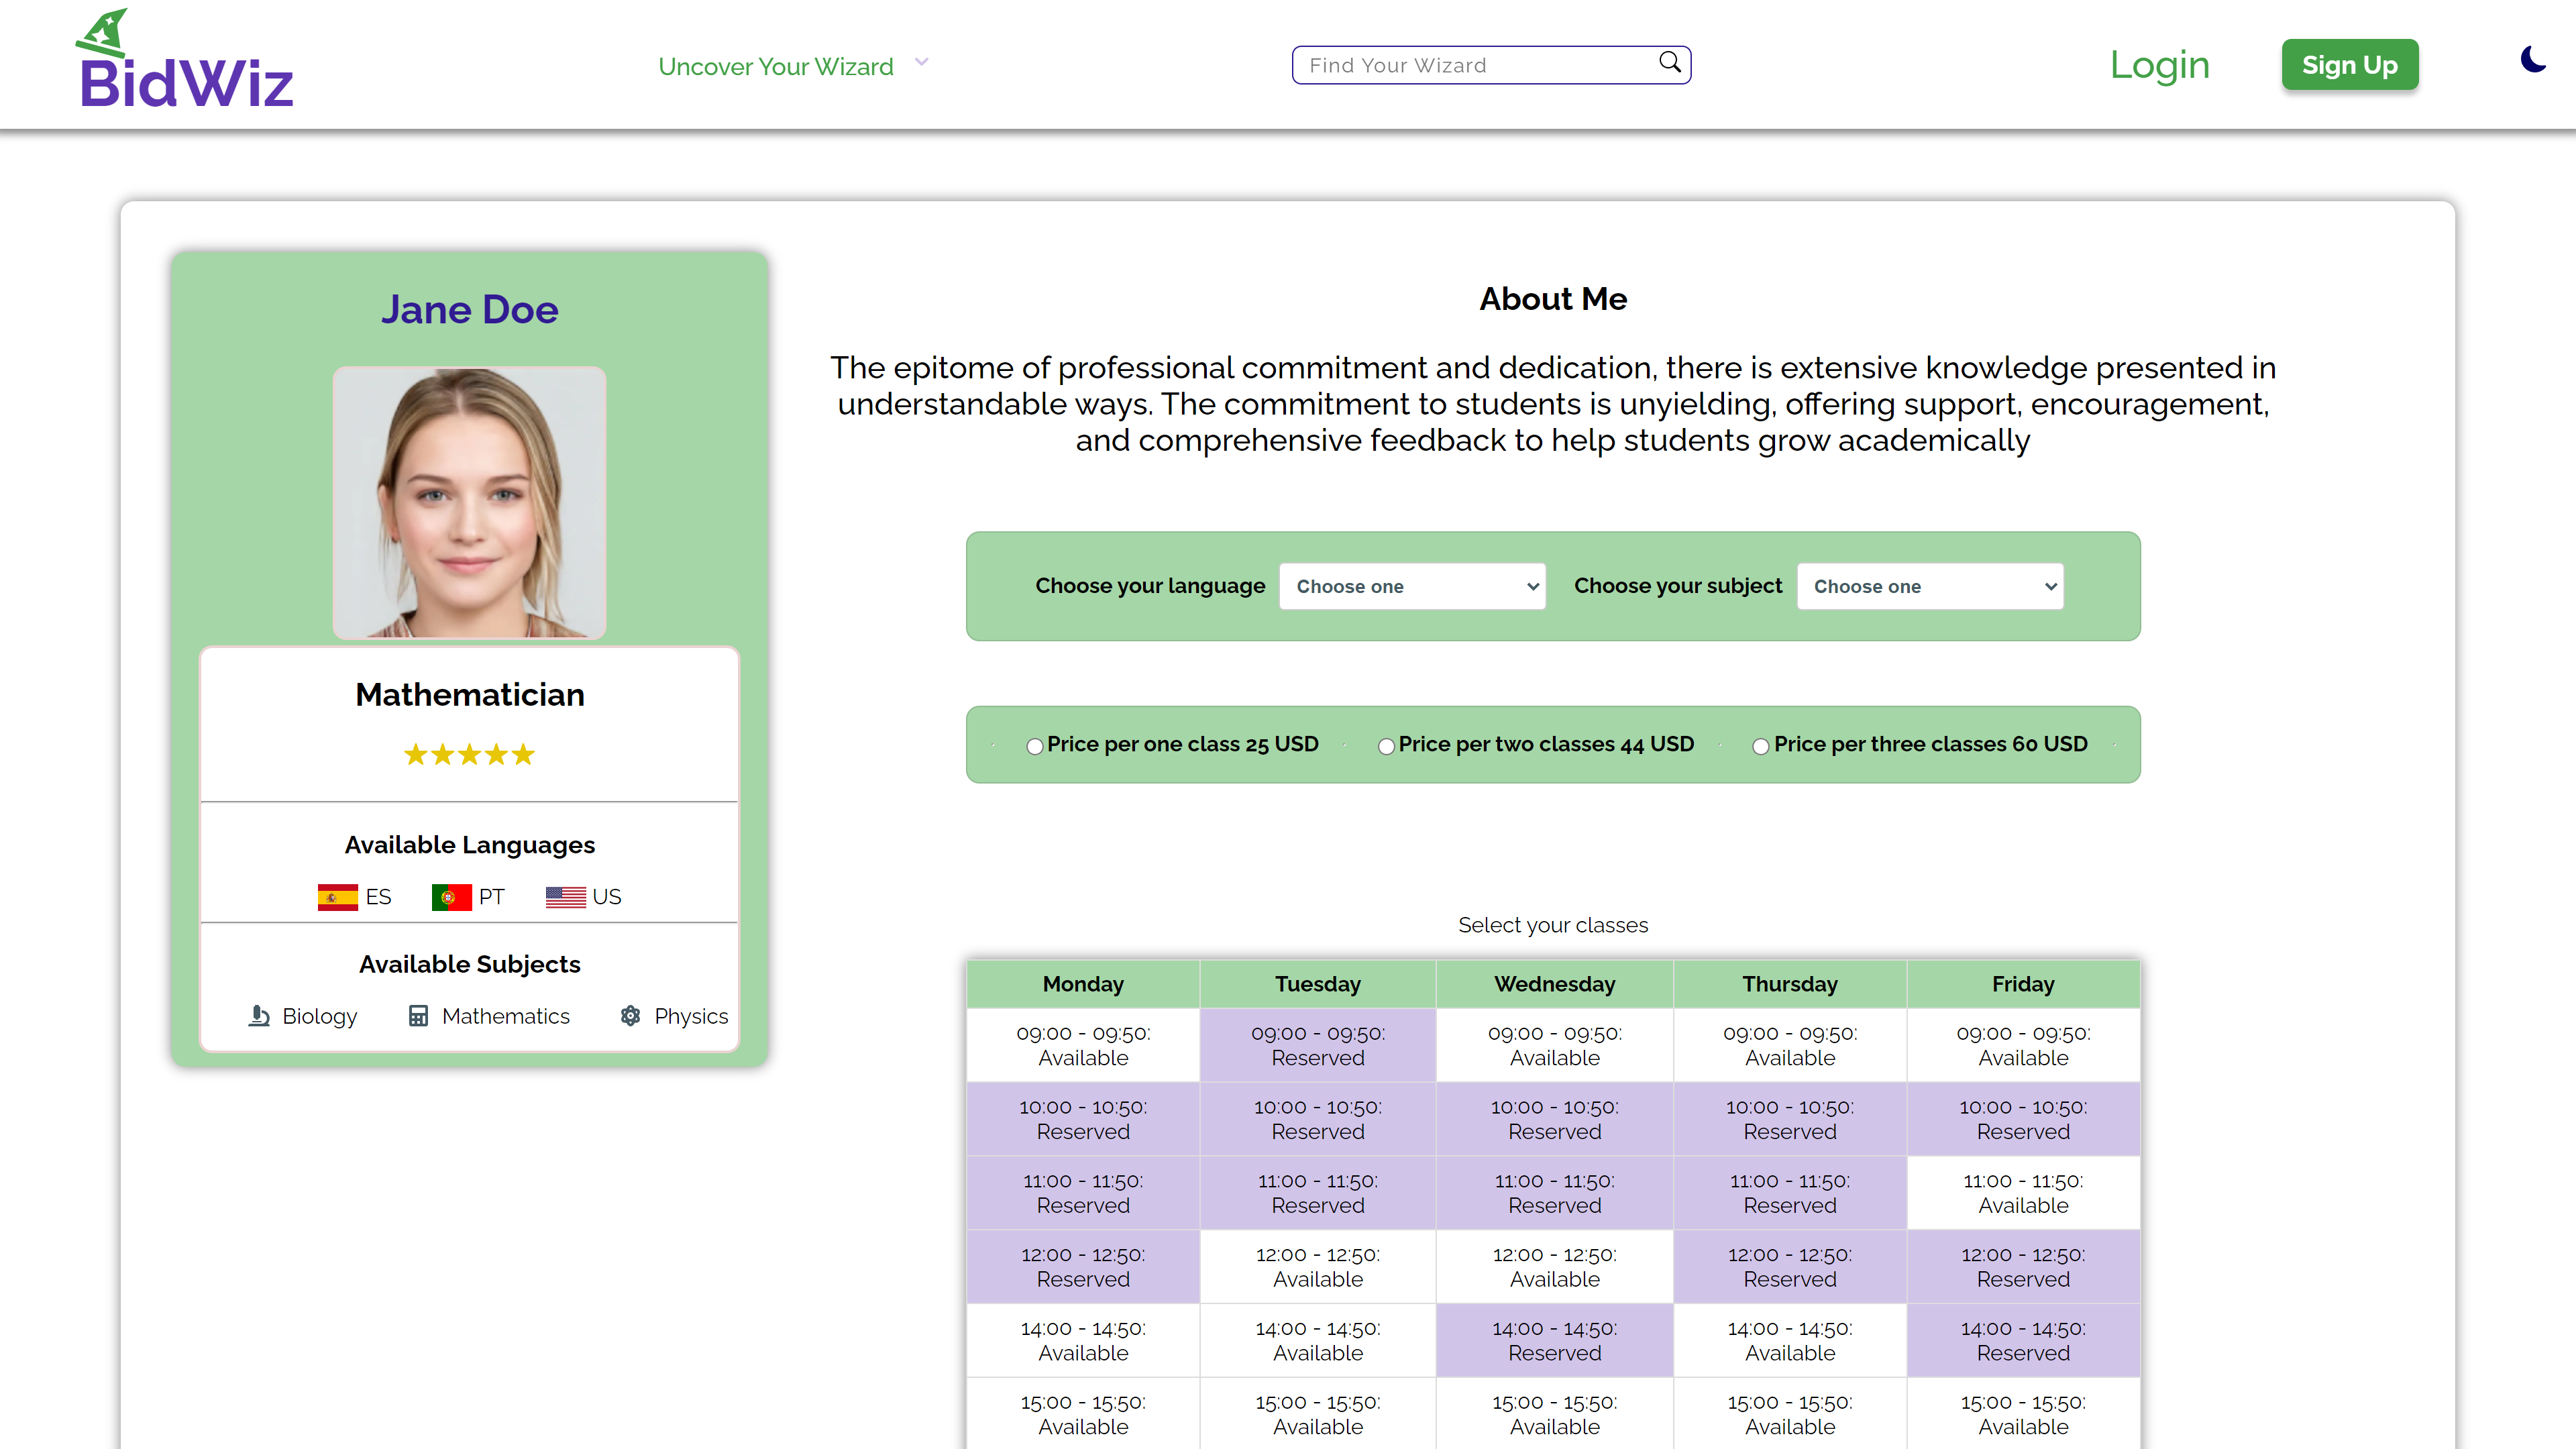 BidWiz
Uncover Your Wizard
Find Your Wizard
Login
Sign Up
Jane Doe
Mathematician
Available Languages
ES PT US
Available Subjects
Biology Mathematics Physics
About Me
The epitome of professional commitment and dedication, there is extensive knowledge presented in
understandable ways. The commitment to students is unyielding, offering support, encouragement,
and comprehensive feedback to help students grow academically
Choose your language Choose one Choose your subject Choose one
Price per one class 25 USD Price per two classes 44 USD Price per three classes 60 USD
Select your classes
Monday Tuesday Wednesday Thursday Friday
09:00 - 09:50: 09:00 - 09:50: 09:00 - 09:50: 09:00 - 09:50: 09:00 - 09:50:
Available Reserved Available Available Available
10:00 - 10:50: 10:00 - 10:50: 10:00 - 10:50: 10:00 - 10:50: 10:00 - 10:50:
Reserved Reserved Reserved Reserved Reserved
11:00 - 11:50: 11:00 - 11:50: 11:00 - 11:50: 11:00 - 11:50: 11:00 - 11:50:
Reserved Reserved Reserved Reserved Available
12:00 - 12:50: 12:00 - 12:50: 12:00 - 12:50: 12:00 - 12:50: 12:00 - 12:50:
Reserved Available Available Reserved Reserved
14:00 - 14:50: 14:00 - 14:50: 14:00 - 14:50: 14:00 - 14:50: 14:00 - 14:50:
Available Available Reserved Available Reserved
15:00 - 15:50: 15:00 - 15:50: 15:00 - 15:50: 15:00 - 15:50: 15:00 - 15:50:
Available Available Available Available Available